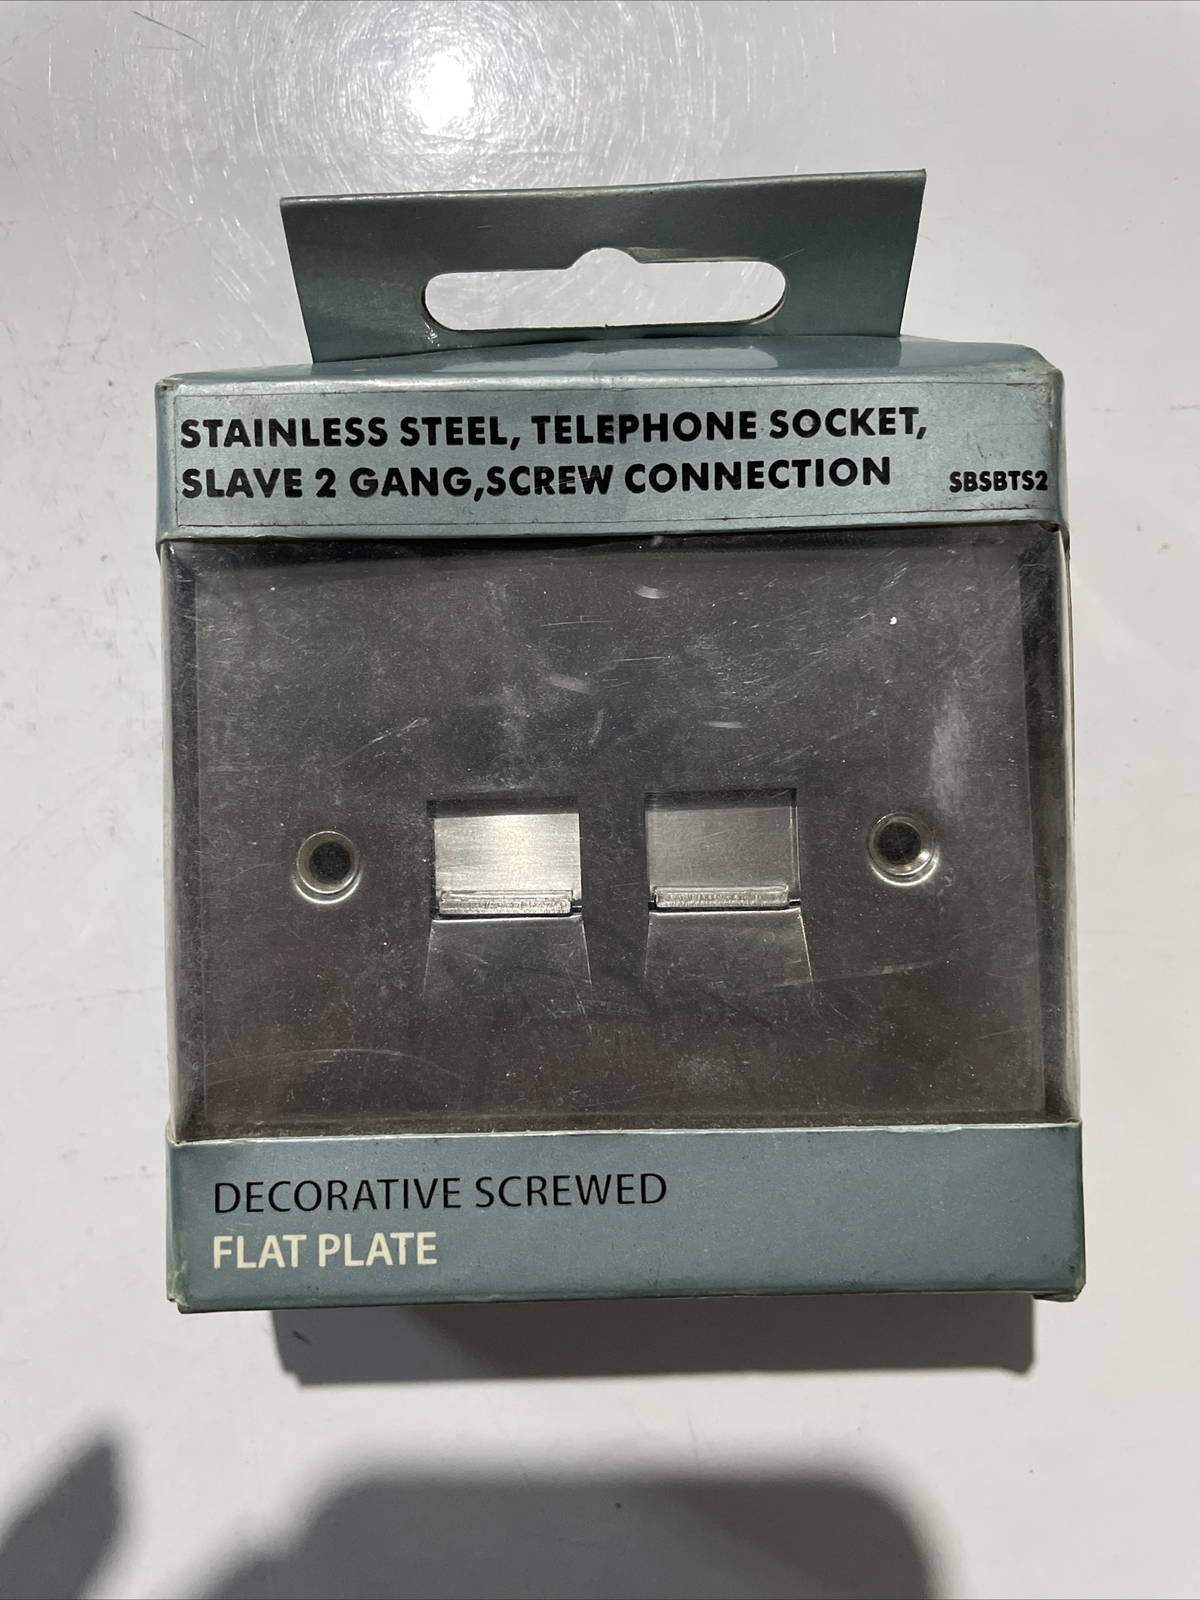 STAINLESS STEEL, TELEPHONE SOCKET,
SLAVE 2 GANG,SCREW CONNECTION SBSBTS2
DECORATIVE SCREWED
FLAT PLATE